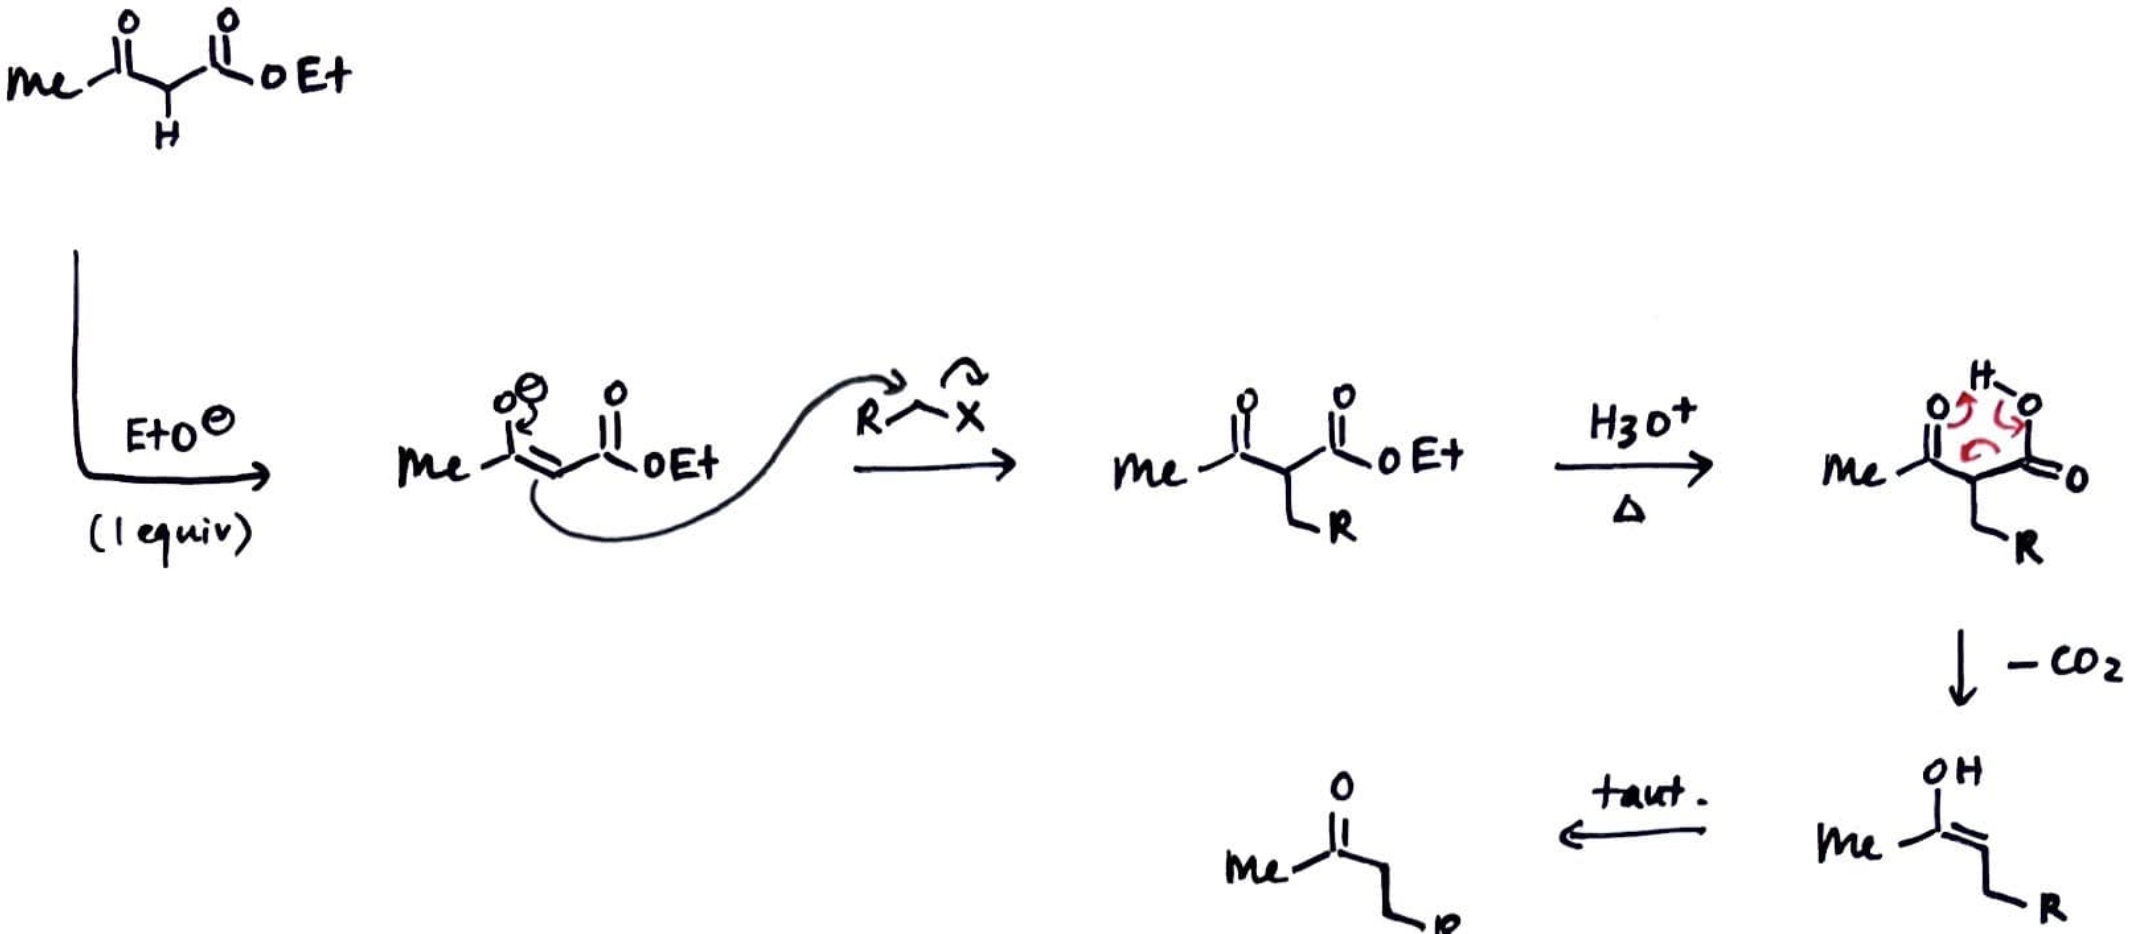 O O
Me OEt
H
EtO⊖
(1 equiv)
O⊖ O
Me OEt
R X
O O
Me OEt
R
H3O+
Δ
H
O O
Me O
R
- CO2
OH
Me
R
taut.
O
Me
R